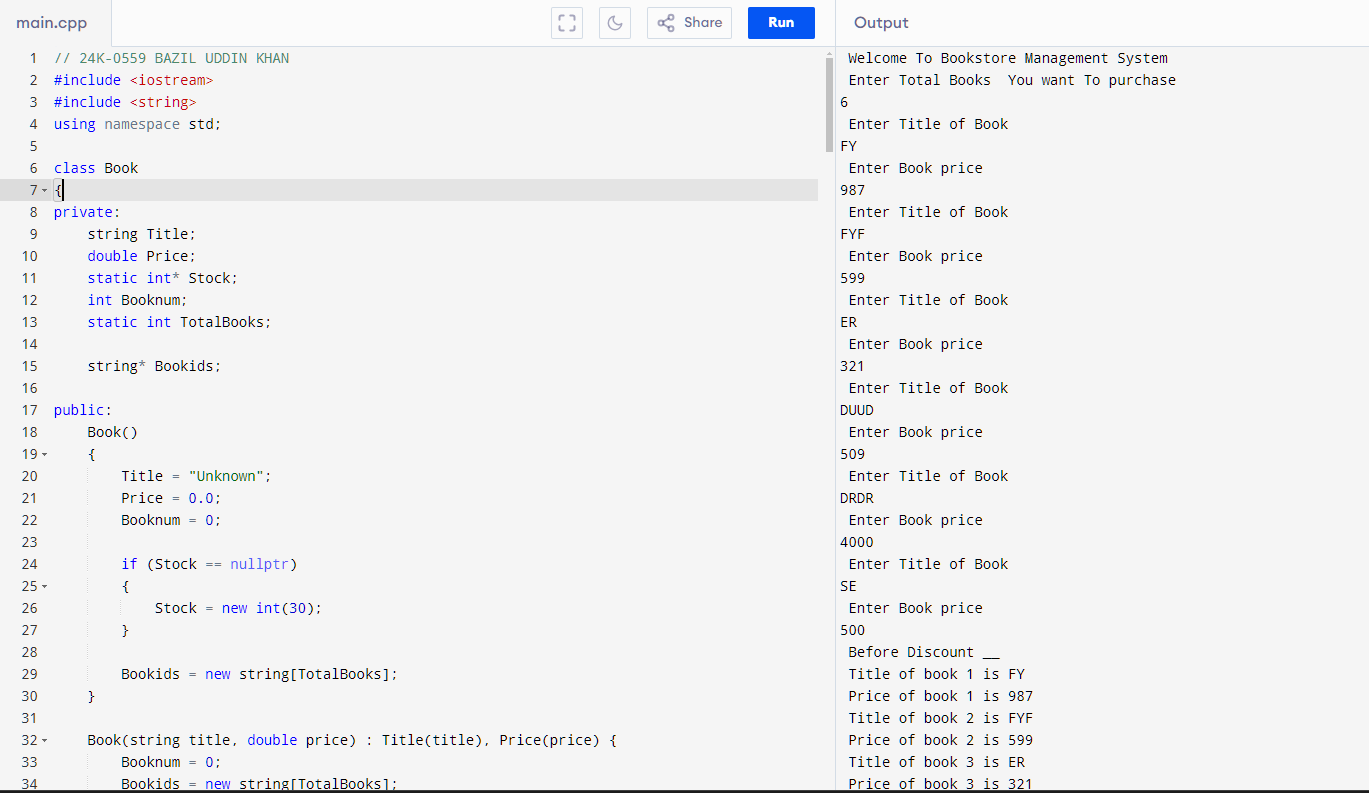 main.cpp
Share
Run
Output
1 // 24K-0559 BAZIL UDDIN KHAN
2 #include <iostream>
3 #include <string>
4 using namespace std;
5
6 class Book
7 {
8 private:
9 string Title;
10 double Price;
11 static int* Stock;
12 int Booknum;
13 static int TotalBooks;
14
15 string* Bookids;
16
17 public:
18 Book()
19 {
20 Title = "Unknown";
21 Price = 0.0;
22 Booknum = 0;
23
24 if (Stock == nullptr)
25 {
26 Stock = new int(30);
27 }
28
29 Bookids = new string[TotalBooks];
30 }
31
32 Book(string title, double price) : Title(title), Price(price) {
33 Booknum = 0;
34 Bookids = new string[TotalBooks];
Welcome To Bookstore Management System
Enter Total Books  You want To purchase
6
Enter Title of Book
FY
Enter Book price
987
Enter Title of Book
FYF
Enter Book price
599
Enter Title of Book
ER
Enter Book price
321
Enter Title of Book
DUUD
Enter Book price
509
Enter Title of Book
DRDR
Enter Book price
4000
Enter Title of Book
SE
Enter Book price
500
Before Discount __
Title of book 1 is FY
Price of book 1 is 987
Title of book 2 is FYF
Price of book 2 is 599
Title of book 3 is ER
Price of book 3 is 321